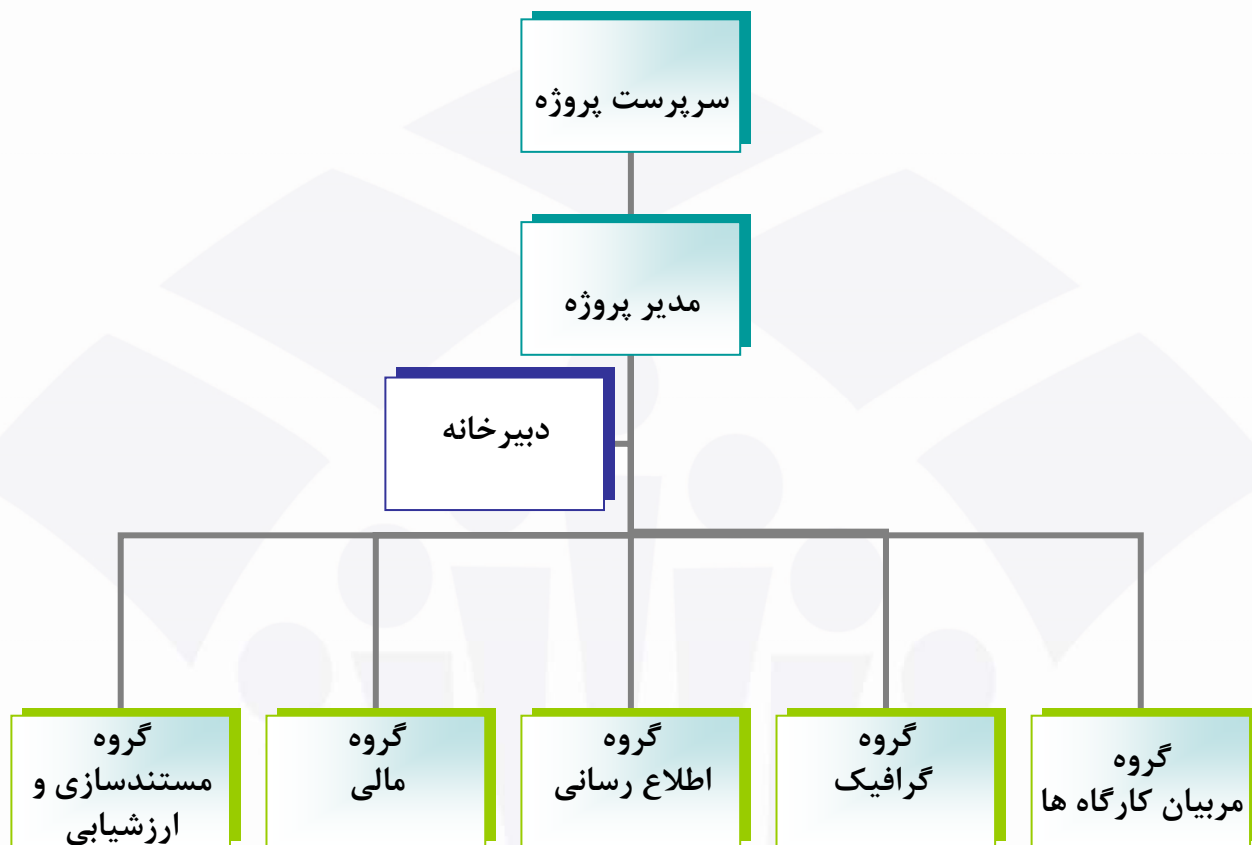 سرپرست پروژه
مدیر پروژه
دبیرخانه
گروه
مربیان کارگاه ها
گروه
گرافیک
گروه
اطلاع رسانی
گروه
مالی
گروه
مستندسازی و
ارزشیابی